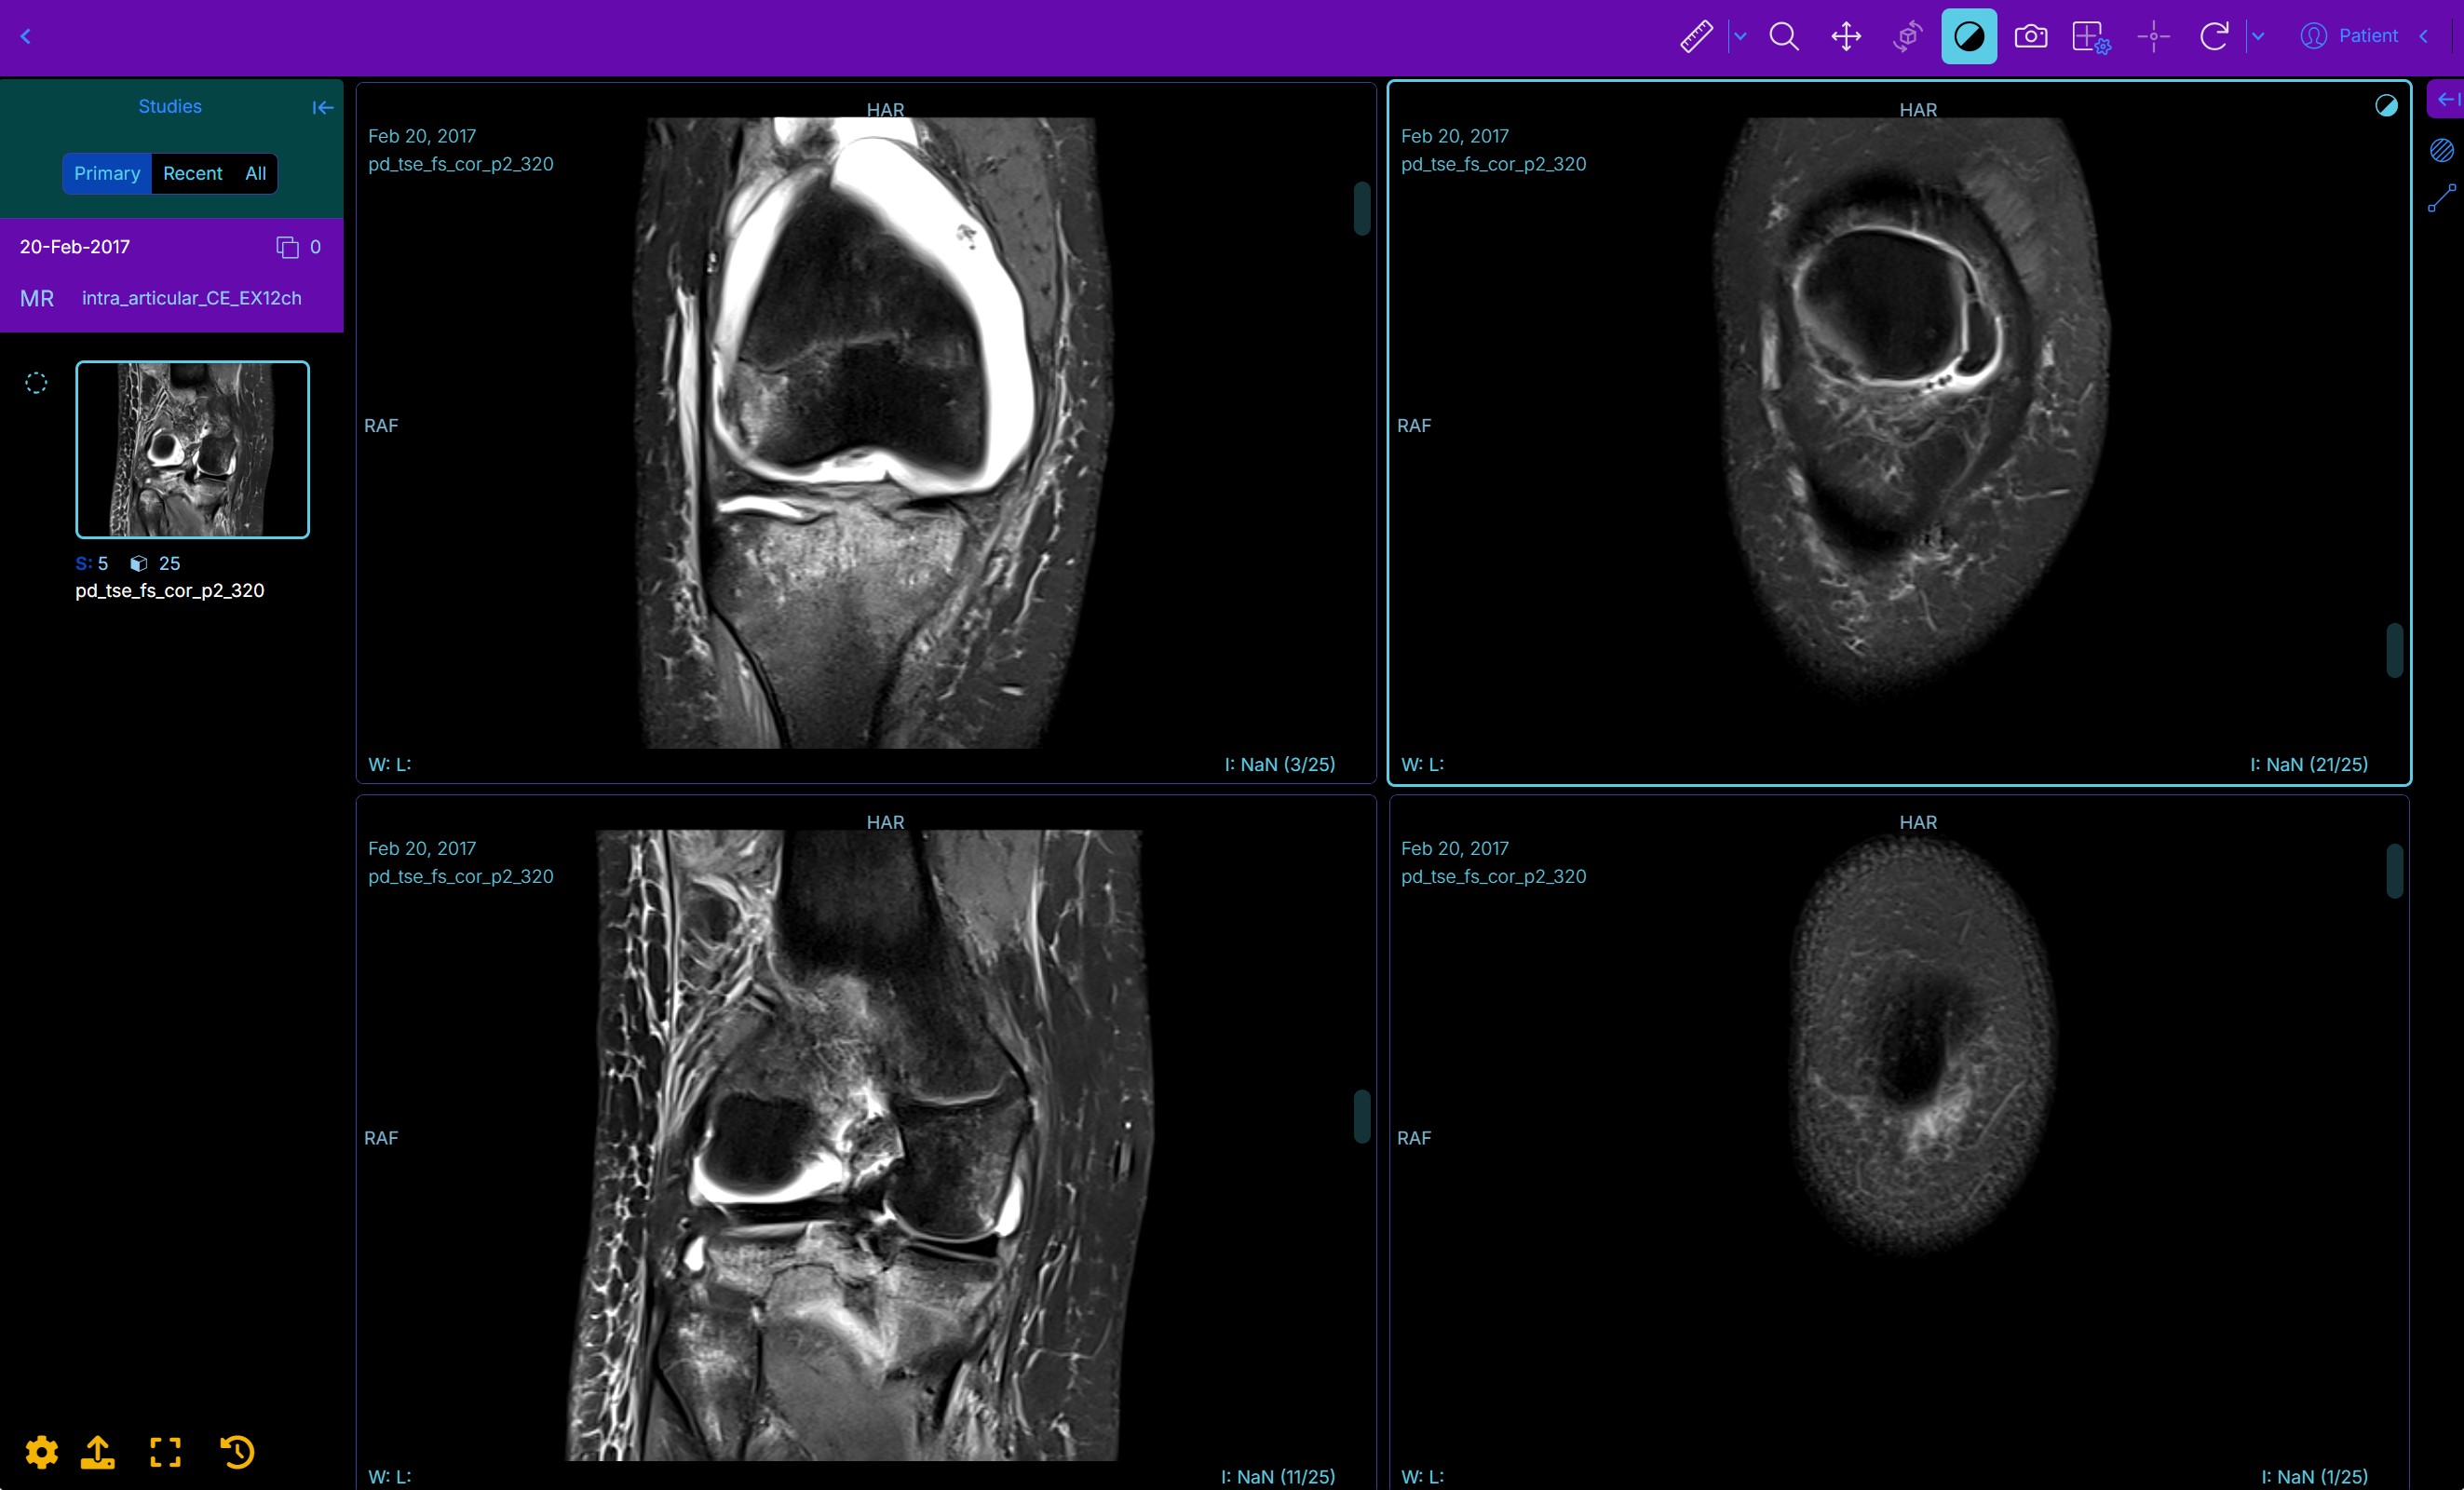 Patient
Studies
Primary Recent All
20-Feb-2017 0
MR intra_articular_CE_EX12ch
S: 5 25
pd_tse_fs_cor_p2_320
HAR
Feb 20, 2017
pd_tse_fs_cor_p2_320
RAF
W: L: I: NaN (3/25)
HAR
Feb 20, 2017
pd_tse_fs_cor_p2_320
RAF
W: L: I: NaN (21/25)
HAR
Feb 20, 2017
pd_tse_fs_cor_p2_320
RAF
W: L: I: NaN (11/25)
HAR
Feb 20, 2017
pd_tse_fs_cor_p2_320
RAF
W: L: I: NaN (1/25)